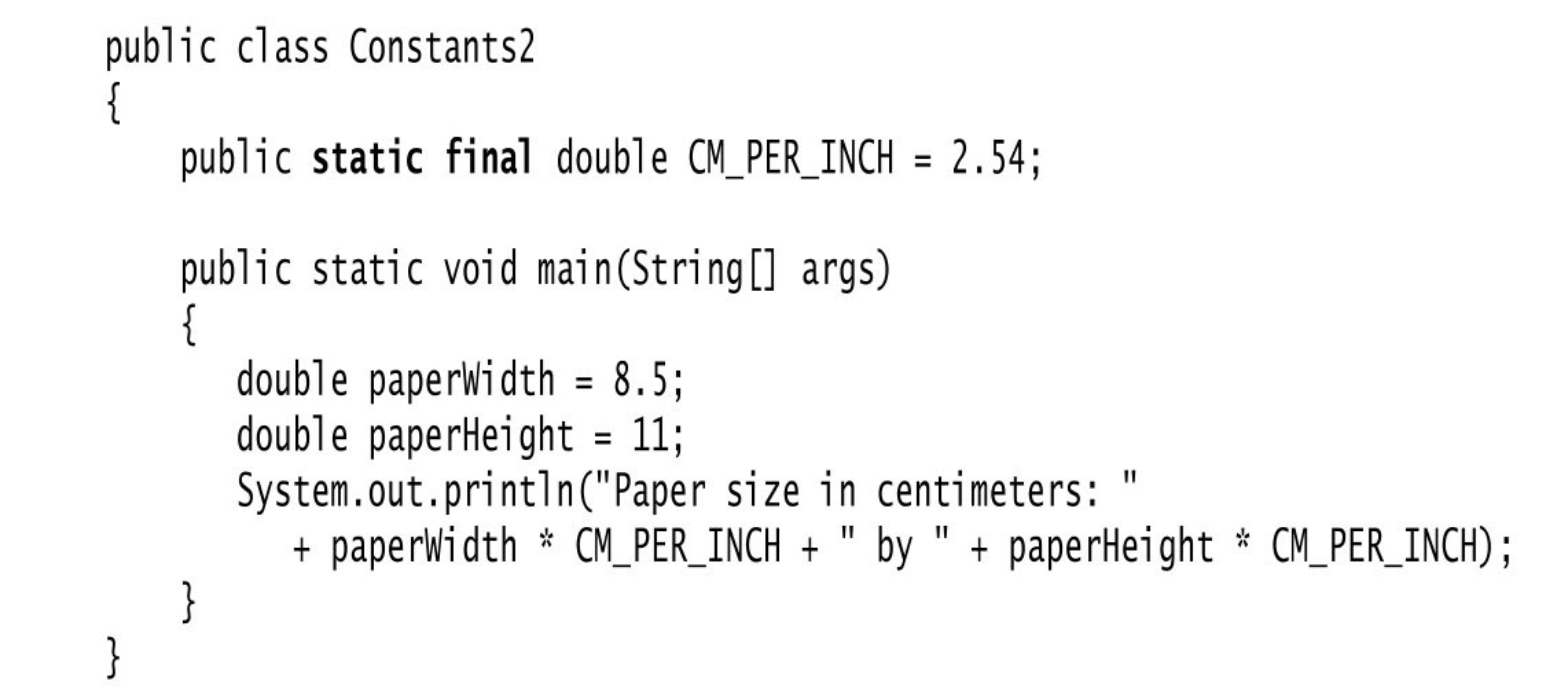 public class Constants2
{
    public static final double CM_PER_INCH = 2.54;

    public static void main(String[] args)
    {
       double paperWidth = 8.5;
       double paperHeight = 11;
       System.out.println("Paper size in centimeters: "
          + paperWidth * CM_PER_INCH + " by " + paperHeight * CM_PER_INCH);
    }
}